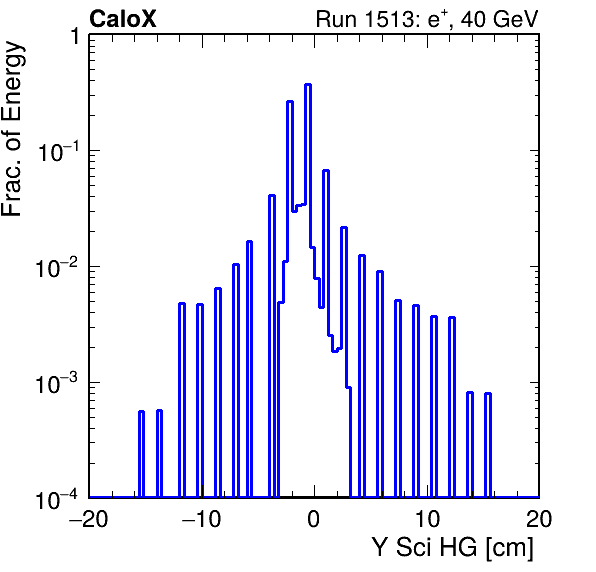 CaloX Run 1513: e⁺, 40 GeV
Frac. of Energy
1
10⁻¹
10⁻²
10⁻³
10⁻⁴
−20 −10 0 10 20
Y Sci HG [cm]